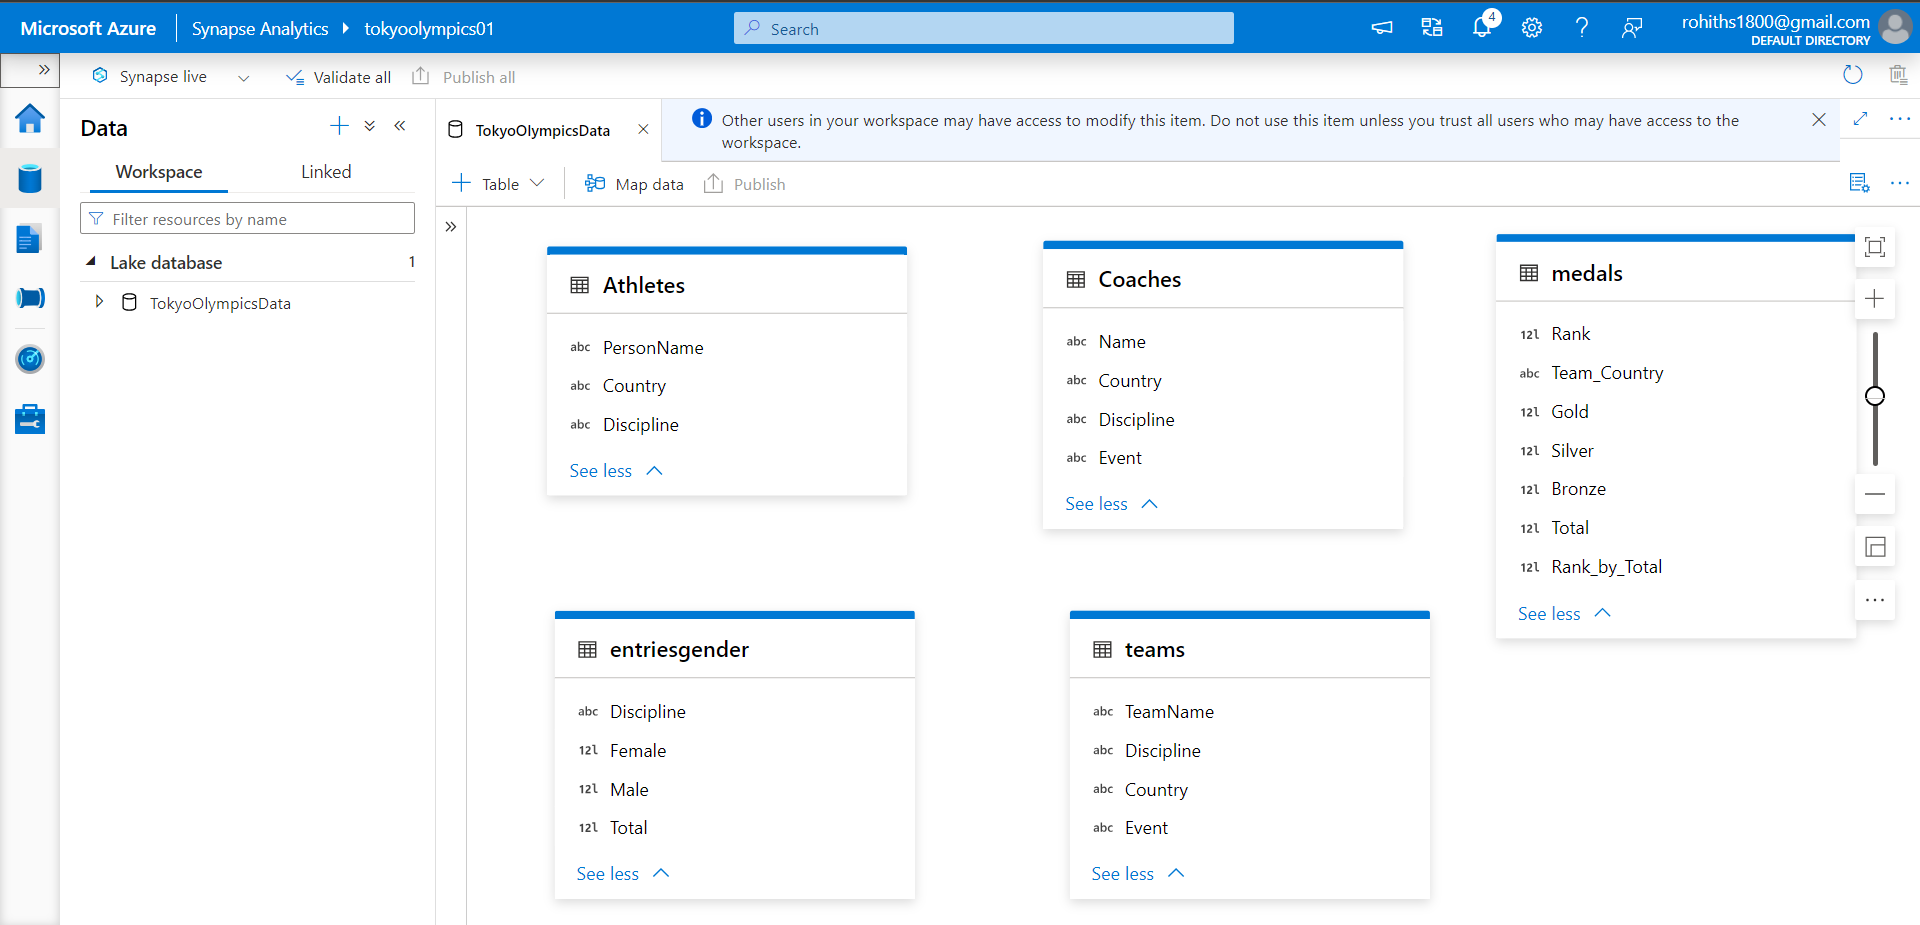 Microsoft Azure
Synapse Analytics
tokyoolympics01
Search
4
rohiths1800@gmail.com
DEFAULT DIRECTORY
Synapse live
Validate all
Publish all
Data
Workspace
Linked
Filter resources by name
Lake database
1
TokyoOlympicsData
TokyoOlympicsData
Other users in your workspace may have access to modify this item. Do not use this item unless you trust all users who may have access to the
workspace.
Table
Map data
Publish
Athletes
abc PersonName
abc Country
abc Discipline
See less
Coaches
abc Name
abc Country
abc Discipline
abc Event
See less
medals
12l Rank
abc Team_Country
12l Gold
12l Silver
12l Bronze
12l Total
12l Rank_by_Total
See less
entriesgender
abc Discipline
12l Female
12l Male
12l Total
See less
teams
abc TeamName
abc Discipline
abc Country
abc Event
See less